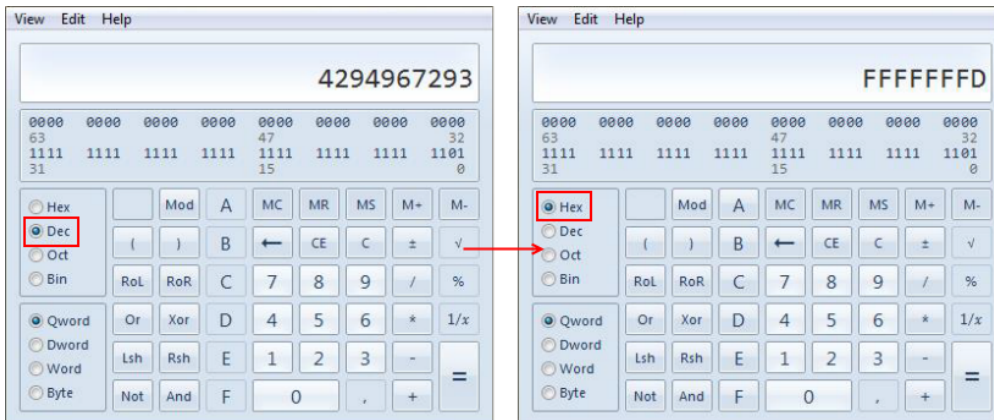 View Edit Help
4294967293
0000 0000 0000 0000 0000 0000 0000 0000
63 47 32
1111 1111 1111 1111 1111 1111 1111 1101
31 15 0
Hex Mod A MC MR MS M+ M-
Dec
Oct ( ) B ← CE C ± √
Bin RoL RoR C 7 8 9 / %
Qword Or Xor D 4 5 6 * 1/x
Dword
Word Lsh Rsh E 1 2 3 - =
Byte Not And F 0 , +
View Edit Help
FFFFFFFD
0000 0000 0000 0000 0000 0000 0000 0000
63 47 32
1111 1111 1111 1111 1111 1111 1111 1101
31 15 0
Hex Mod A MC MR MS M+ M-
Dec
Oct ( ) B ← CE C ± √
Bin RoL RoR C 7 8 9 / %
Qword Or Xor D 4 5 6 * 1/x
Dword
Word Lsh Rsh E 1 2 3 - =
Byte Not And F 0 , +